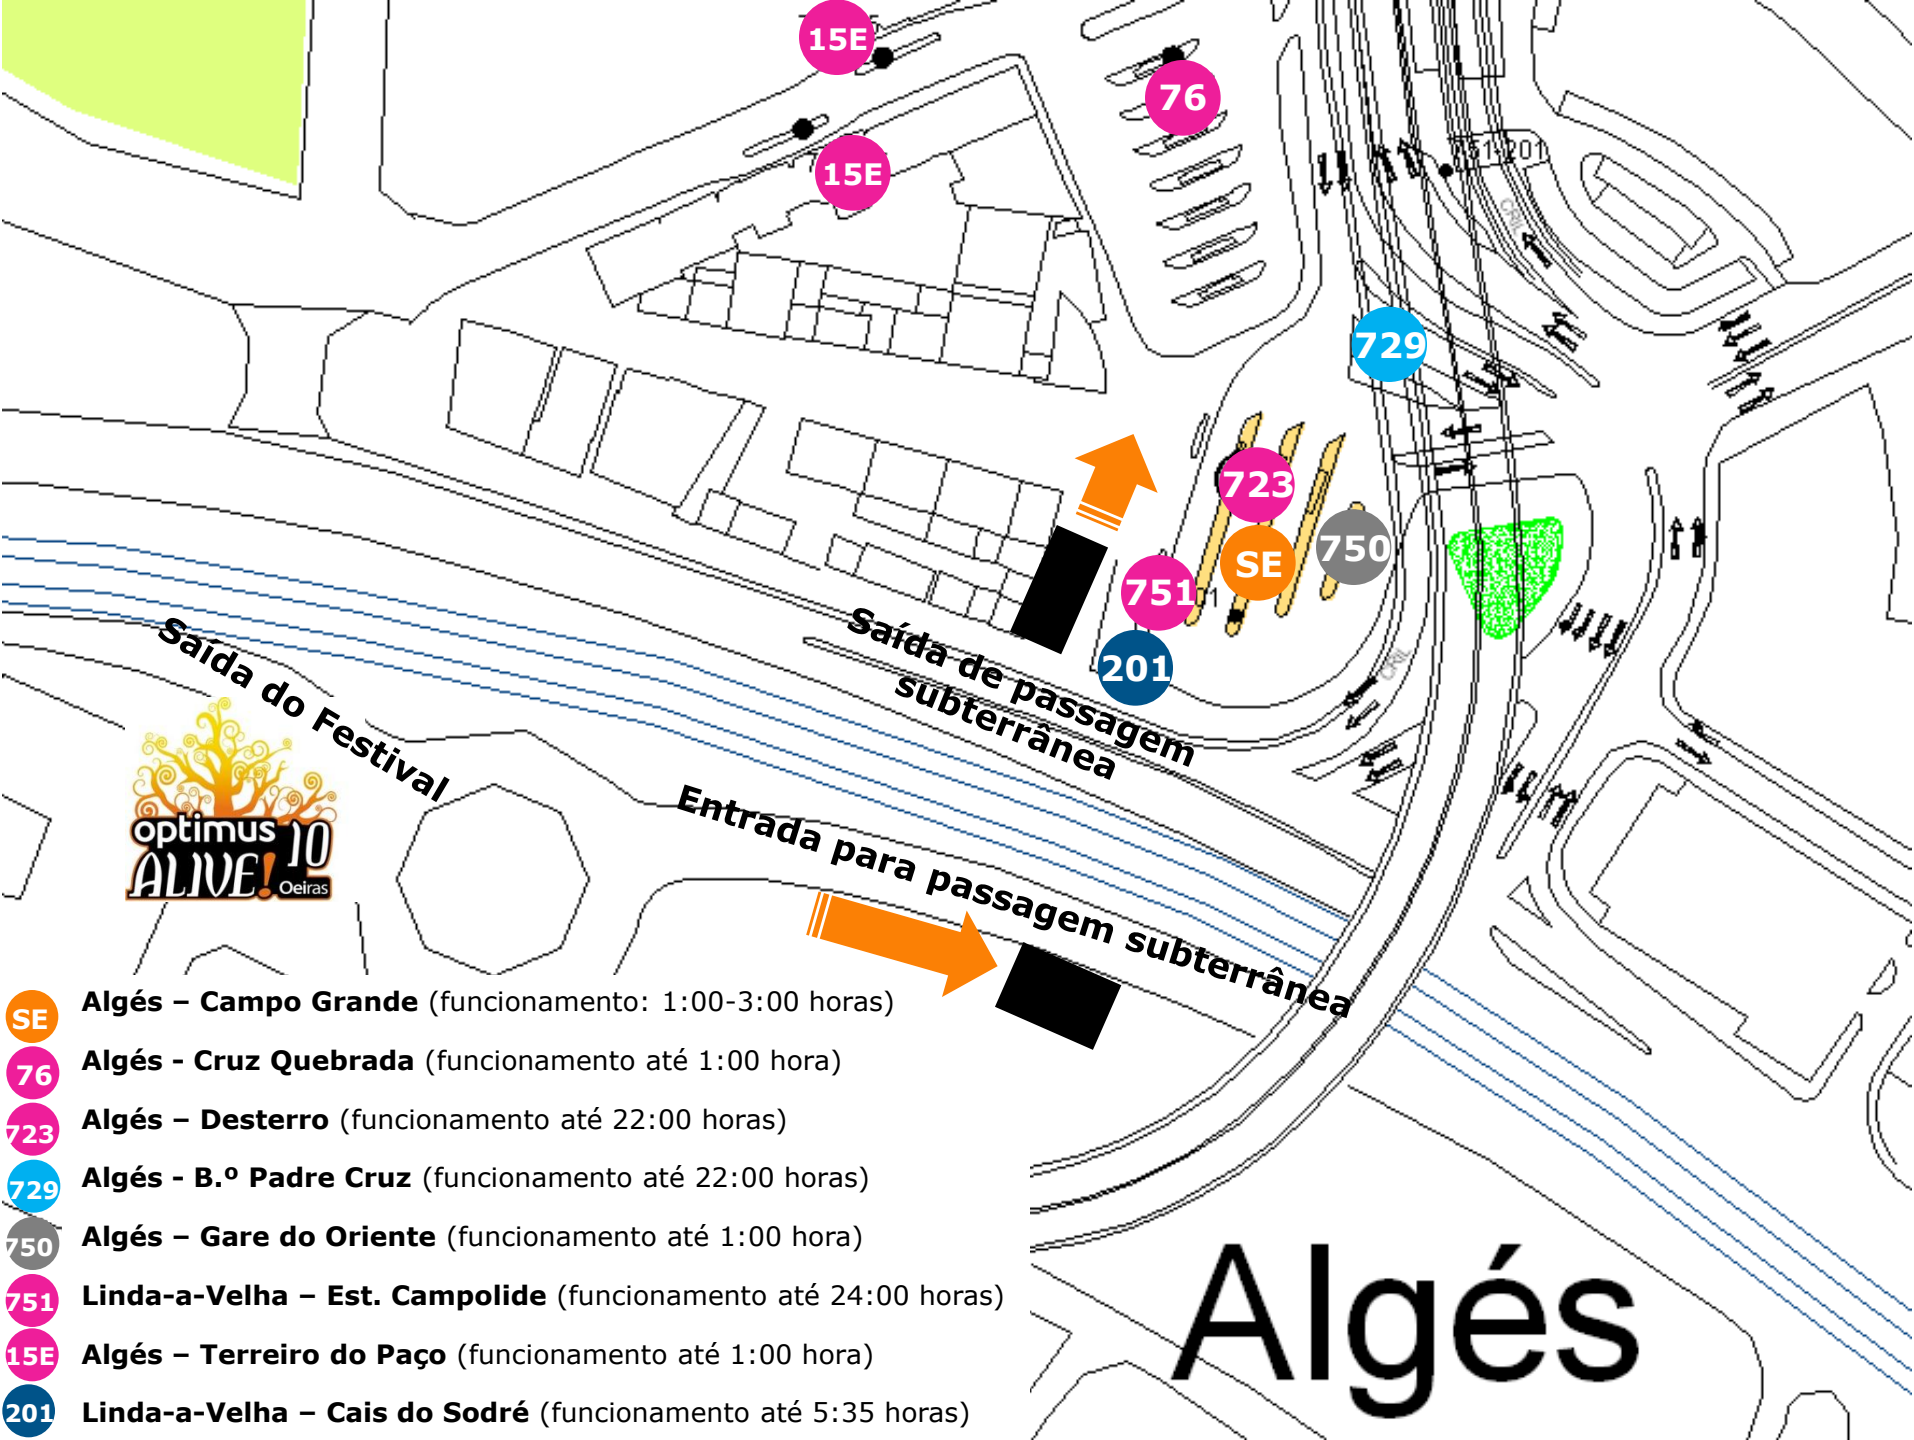 15E
76
15E
51 201
CRIL
729
723
750
SE
751
1
201
CRIL
Saída de passagem
subterrânea
Saída do Festival
Entrada para passagem subterrânea
optimus
ALIVE! 10
Oeiras
SE Algés – Campo Grande (funcionamento: 1:00-3:00 horas)
76 Algés - Cruz Quebrada (funcionamento até 1:00 hora)
723 Algés – Desterro (funcionamento até 22:00 horas)
729 Algés - B.º Padre Cruz (funcionamento até 22:00 horas)
750 Algés – Gare do Oriente (funcionamento até 1:00 hora)
751 Linda-a-Velha – Est. Campolide (funcionamento até 24:00 horas)
15E Algés – Terreiro do Paço (funcionamento até 1:00 hora)
201 Linda-a-Velha – Cais do Sodré (funcionamento até 5:35 horas)
Algés